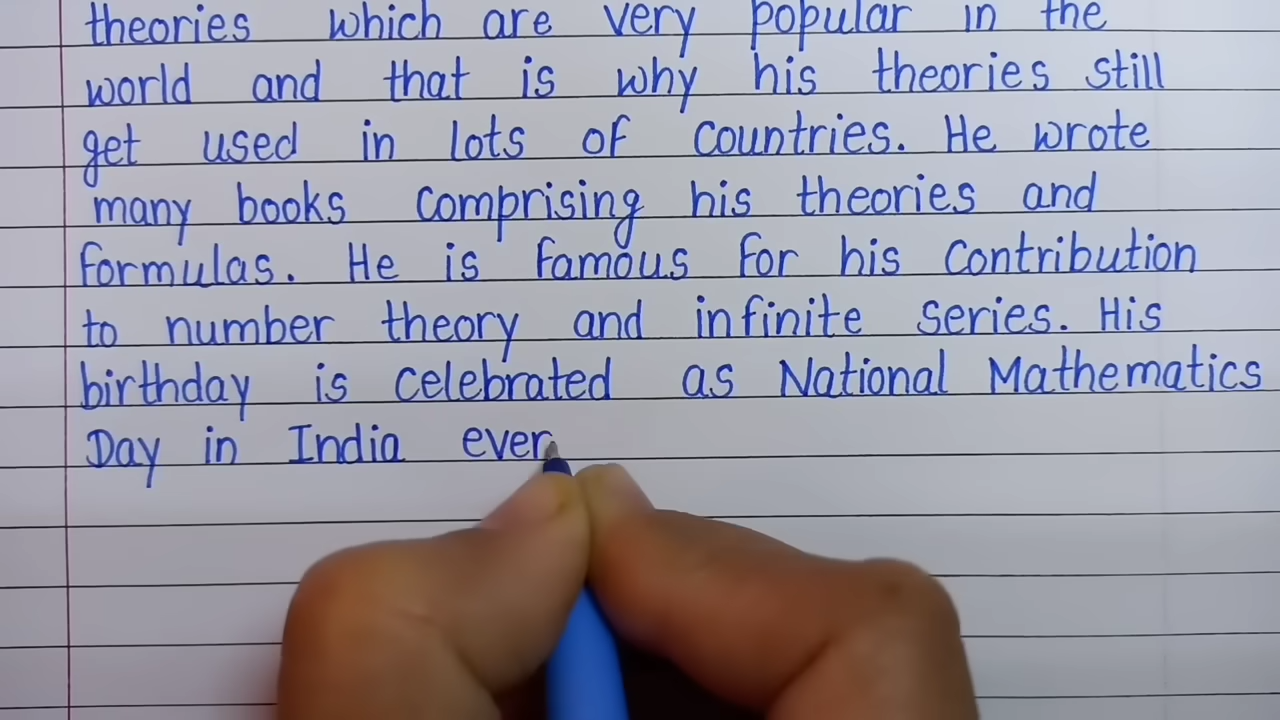 theories which are very popular in the
world and that is why his theories still
get used in lots of countries. He wrote
many books comprising his theories and
formulas. He is famous for his contribution
to number theory and infinite series. His
birthday is celebrated as National Mathematics
Day in India ever